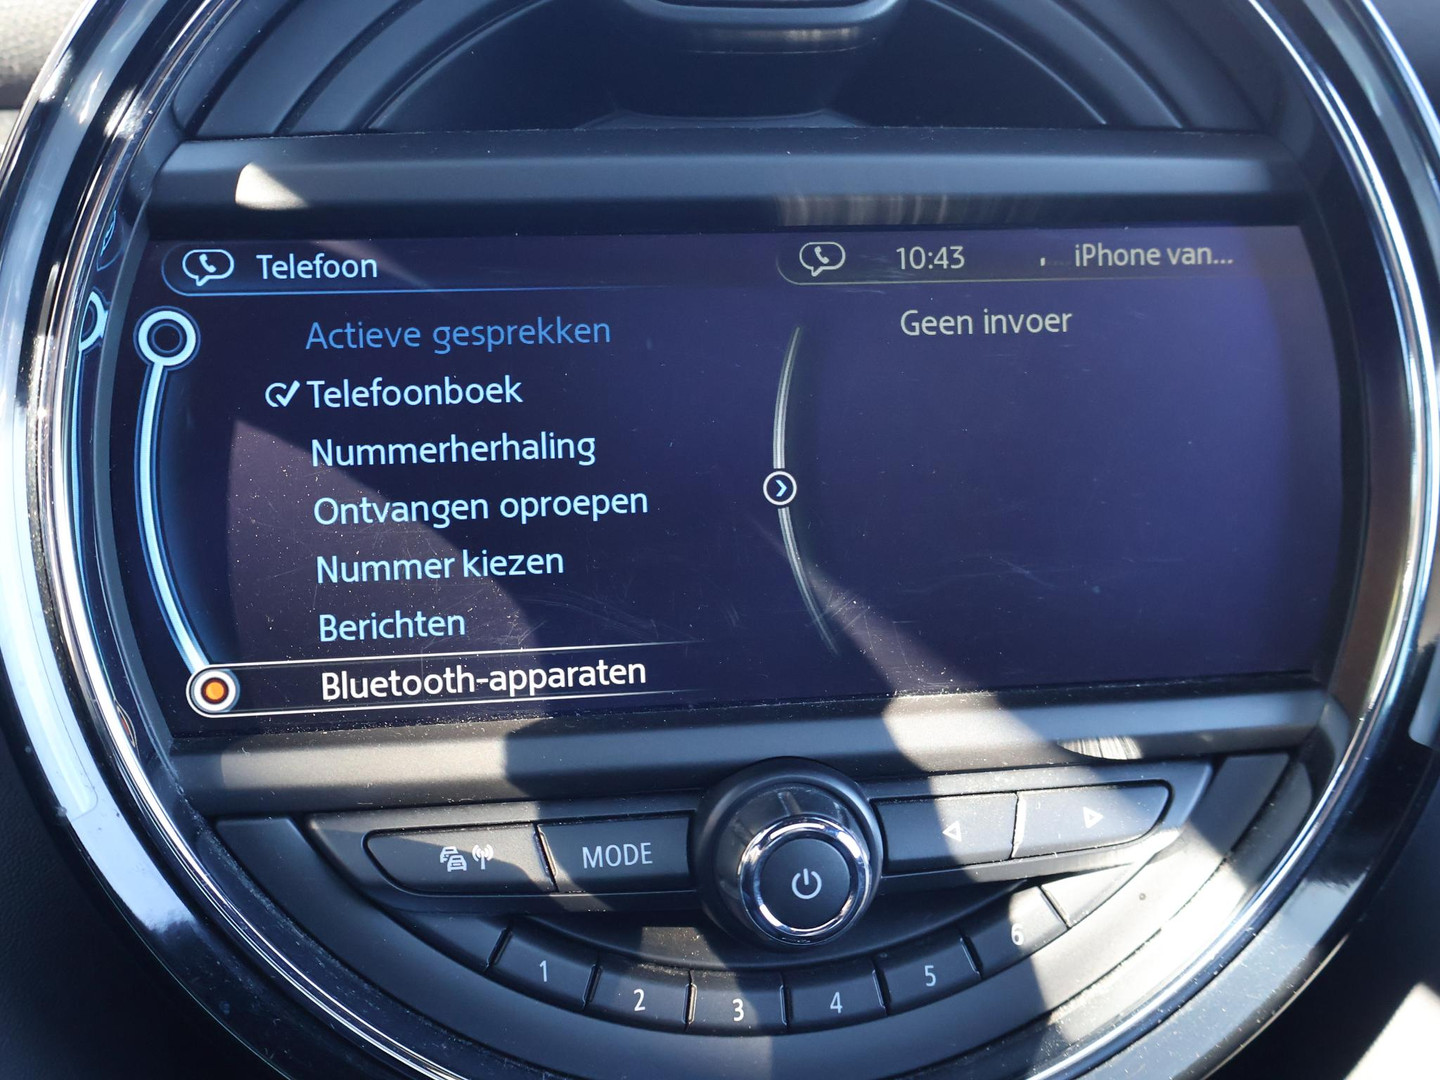 Telefoon
10:43 iPhone van...
Actieve gesprekken
Telefoonboek
Nummerherhaling
Ontvangen oproepen
Nummer kiezen
Berichten
Bluetooth-apparaten
Geen invoer
MODE
1
2
3
4
5
6